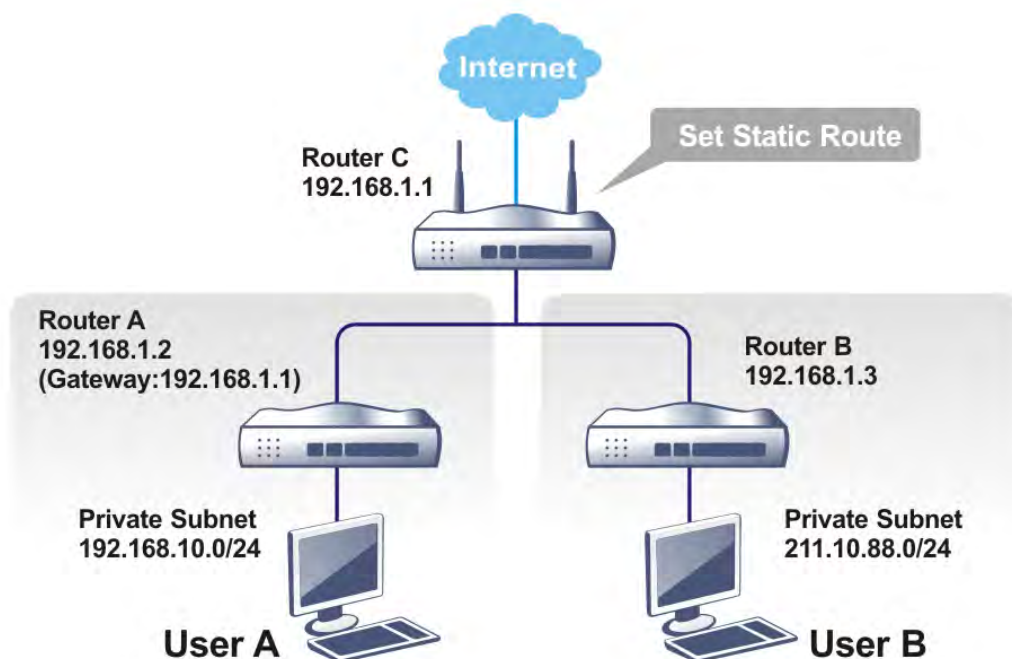 Internet
Set Static Route
Router C
192.168.1.1
Router A
192.168.1.2
(Gateway:192.168.1.1)
Router B
192.168.1.3
Private Subnet
192.168.10.0/24
User A
Private Subnet
211.10.88.0/24
User B